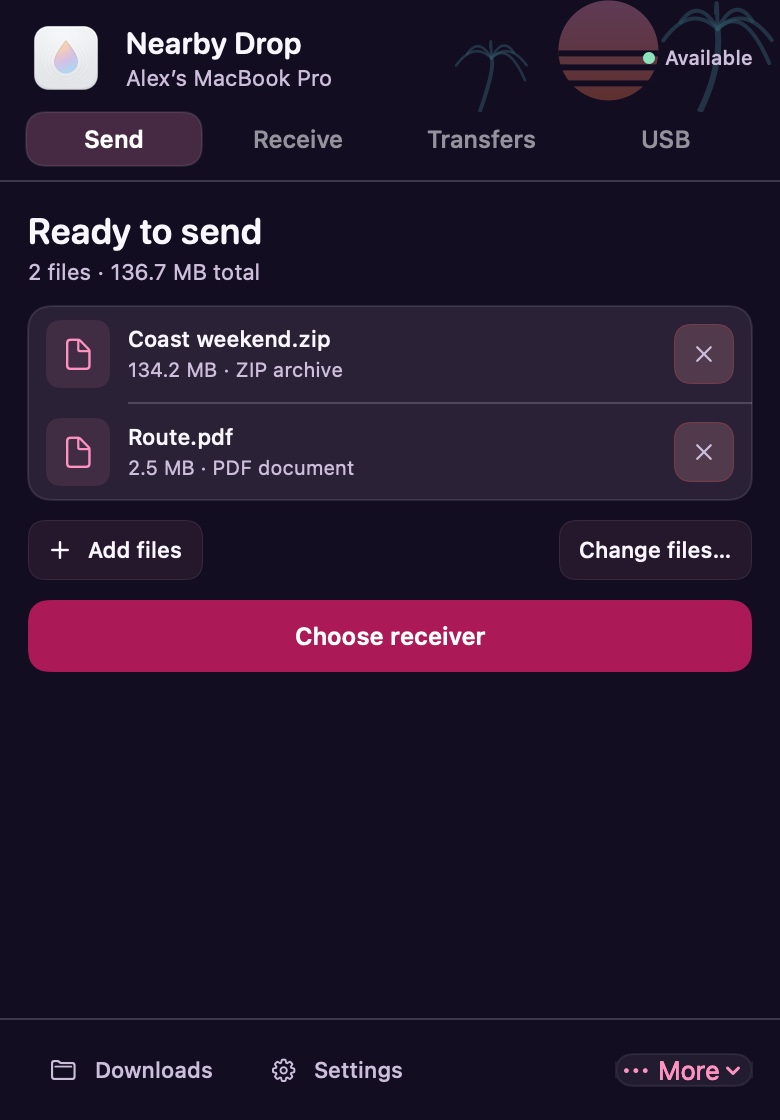 Nearby Drop
Alex’s MacBook Pro
Available
Send
Receive
Transfers
USB
Ready to send
2 files · 136.7 MB total
Coast weekend.zip
134.2 MB · ZIP archive
Route.pdf
2.5 MB · PDF document
Add files
Change files...
Choose receiver
Downloads
Settings
More